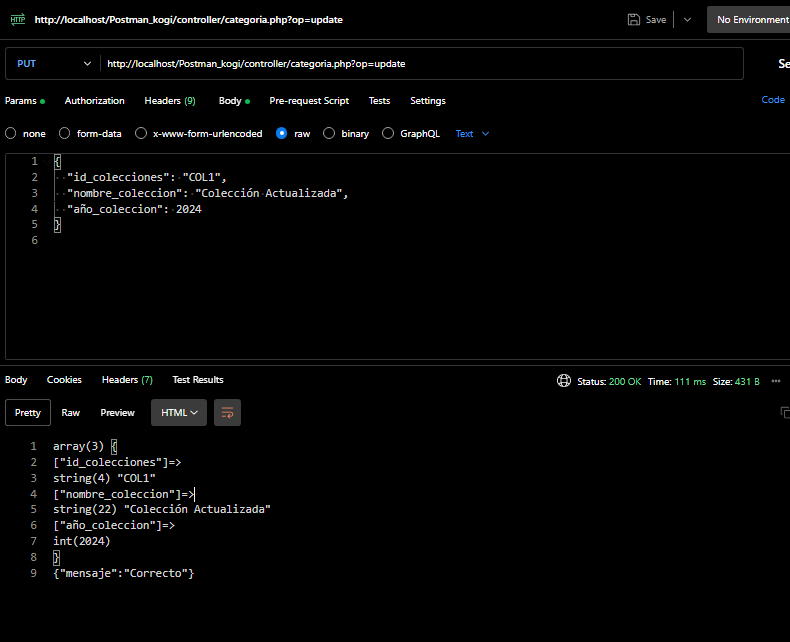 HTTP http://localhost/Postman_kogi/controller/categoria.php?op=update Save No Environment
PUT http://localhost/Postman_kogi/controller/categoria.php?op=update Se
Params Authorization Headers (9) Body Pre-request Script Tests Settings Code
none form-data x-www-form-urlencoded raw binary GraphQL Text
1 {
2 "id_colecciones": "COL1",
3 "nombre_coleccion": "Colección Actualizada",
4 "año_coleccion": 2024
5 }
6
Body Cookies Headers (7) Test Results Status: 200 OK Time: 111 ms Size: 431 B
Pretty Raw Preview HTML
1 array(3) {
2 ["id_colecciones"]=>
3 string(4) "COL1"
4 ["nombre_coleccion"]=>
5 string(22) "Colección Actualizada"
6 ["año_coleccion"]=>
7 int(2024)
8 }
9 {"mensaje":"Correcto"}